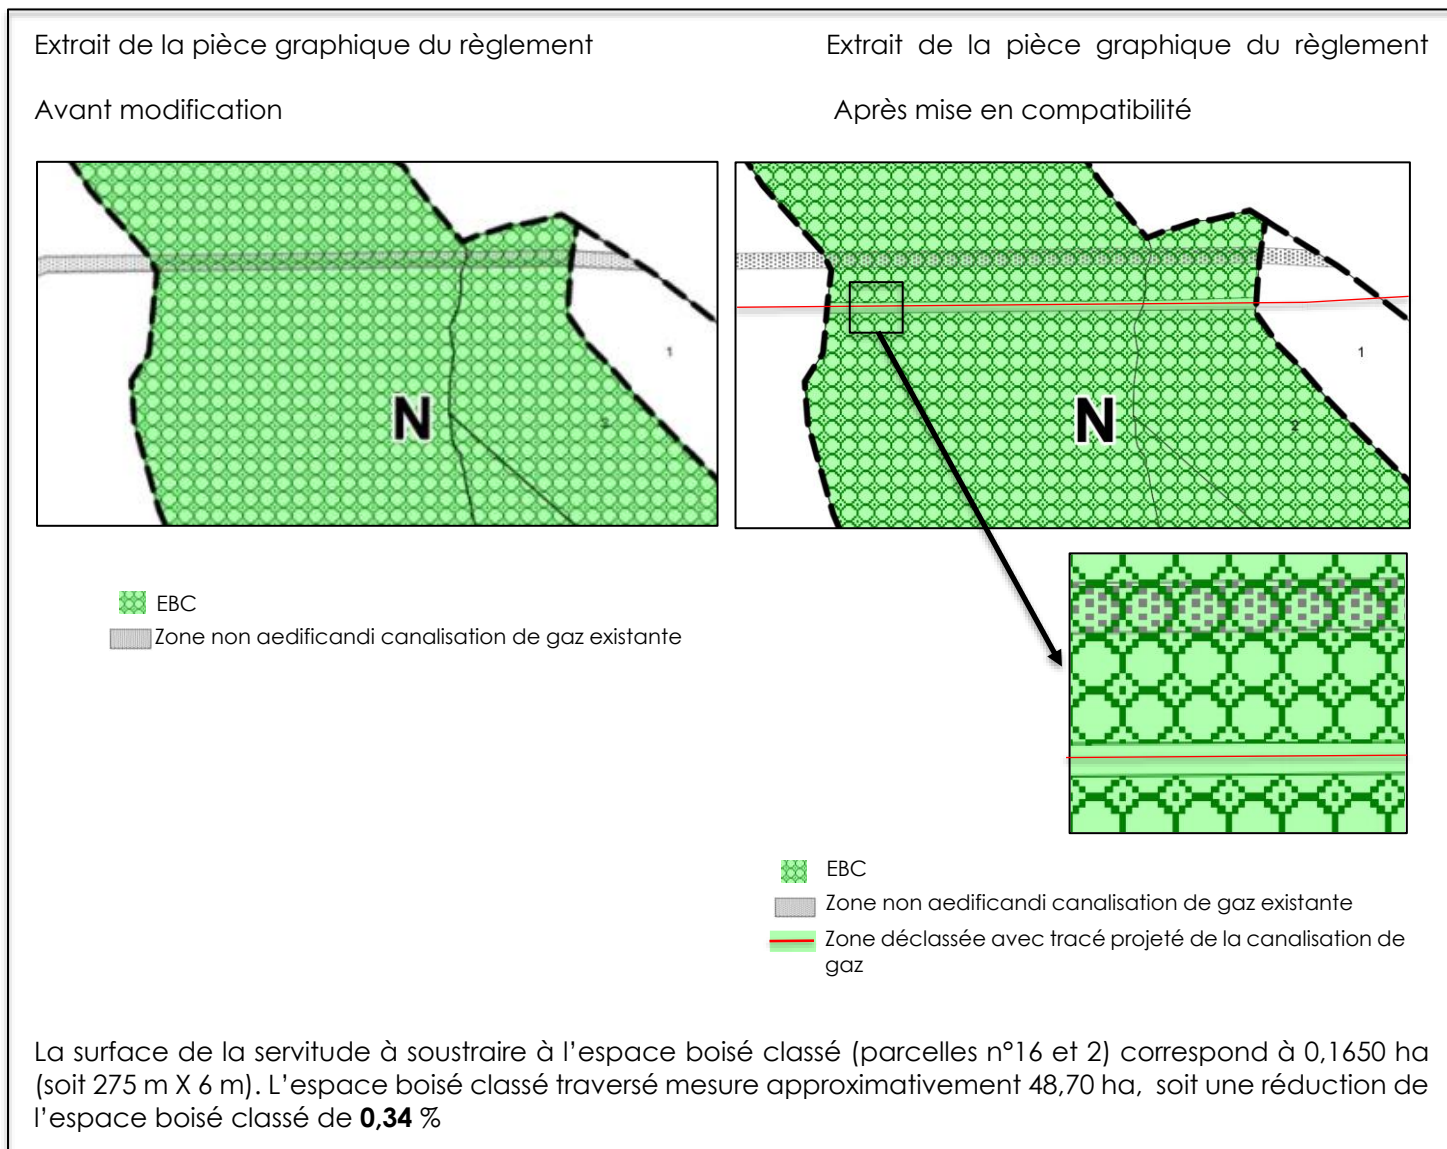 Extrait de la pièce graphique du règlement
Avant modification
Extrait de la pièce graphique du règlement
Après mise en compatibilité
N
1
2
N
1
2
EBC
Zone non aedificandi canalisation de gaz existante
EBC
Zone non aedificandi canalisation de gaz existante
Zone déclassée avec tracé projeté de la canalisation de
gaz
La surface de la servitude à soustraire à l'espace boisé classé (parcelles n°16 et 2) correspond à 0,1650 ha
(soit 275 m X 6 m). L'espace boisé classé traversé mesure approximativement 48,70 ha, soit une réduction de
l'espace boisé classé de 0,34 %